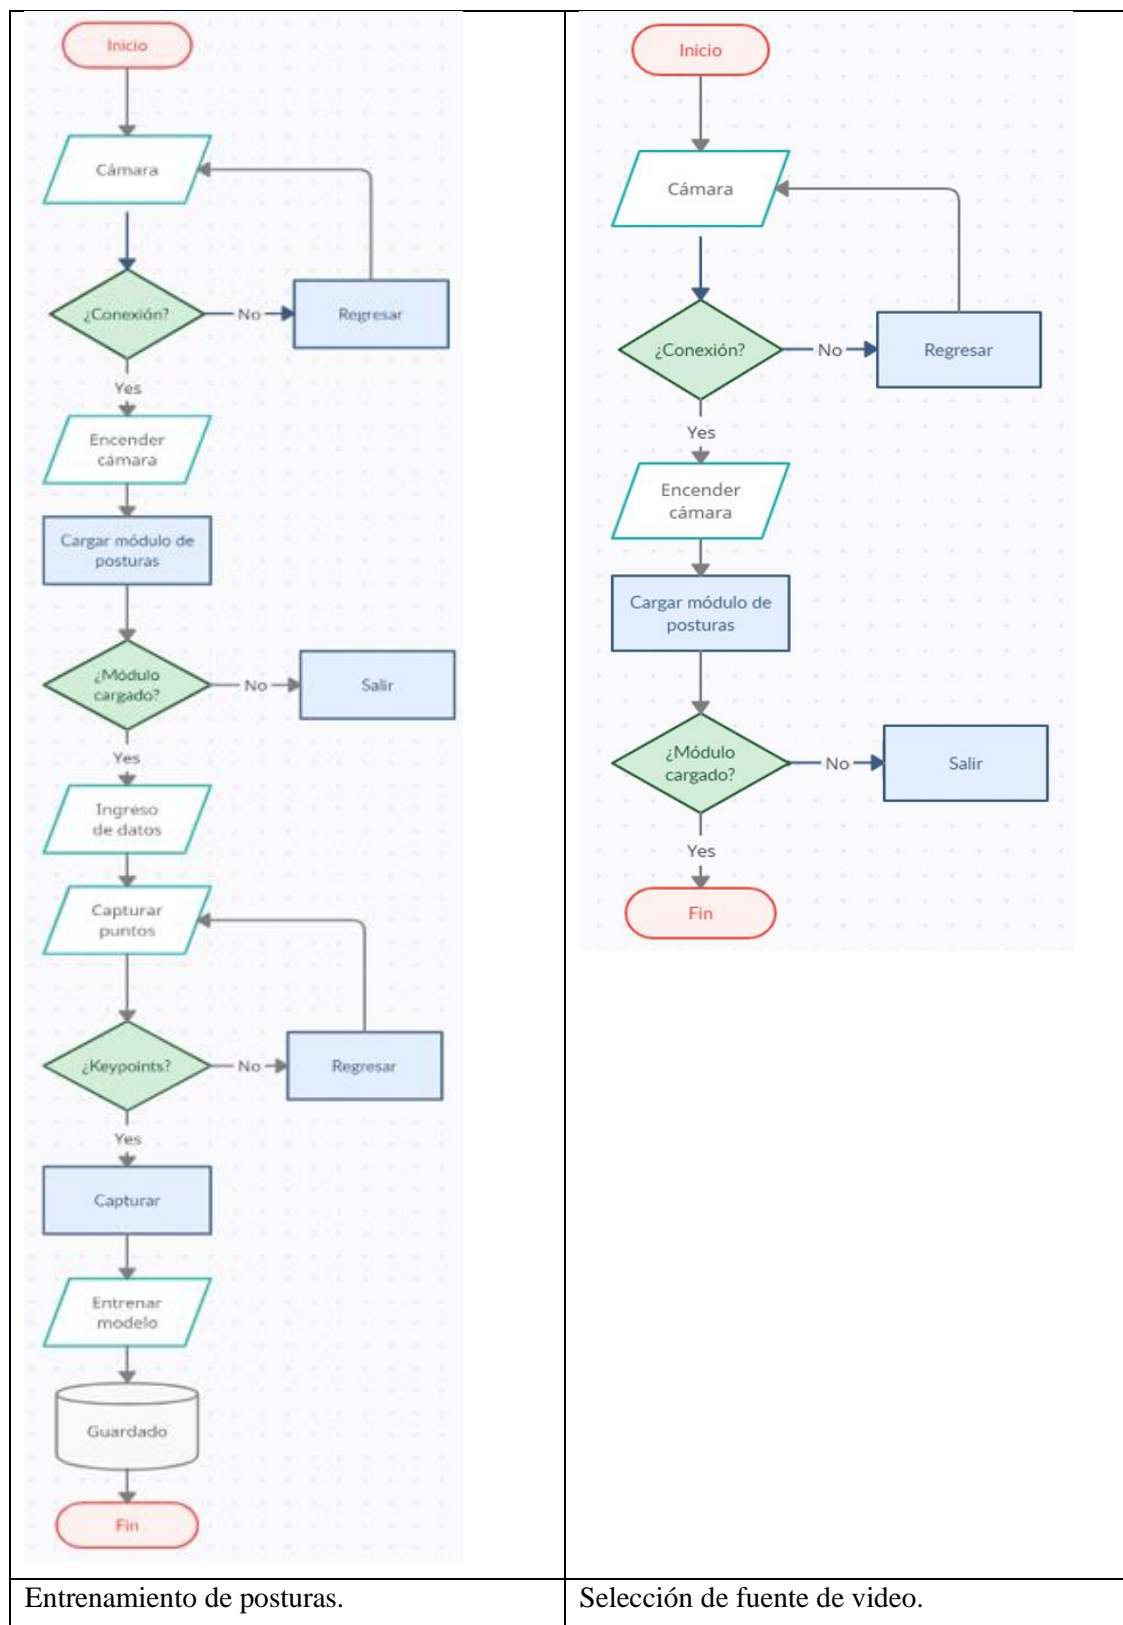 Inicio
Cámara
¿Conexión?
No
Regresar
Yes
Encender
cámara
Cargar módulo de
posturas
¿Módulo
cargado?
No
Salir
Yes
Ingreso
de datos
Capturar
puntos
¿Keypoints?
No
Regresar
Yes
Capturar
Entrenar
modelo
Guardado
Fin
Entrenamiento de posturas.
Inicio
Cámara
¿Conexión?
No
Regresar
Yes
Encender
cámara
Cargar módulo de
posturas
¿Módulo
cargado?
No
Salir
Yes
Fin
Selección de fuente de video.